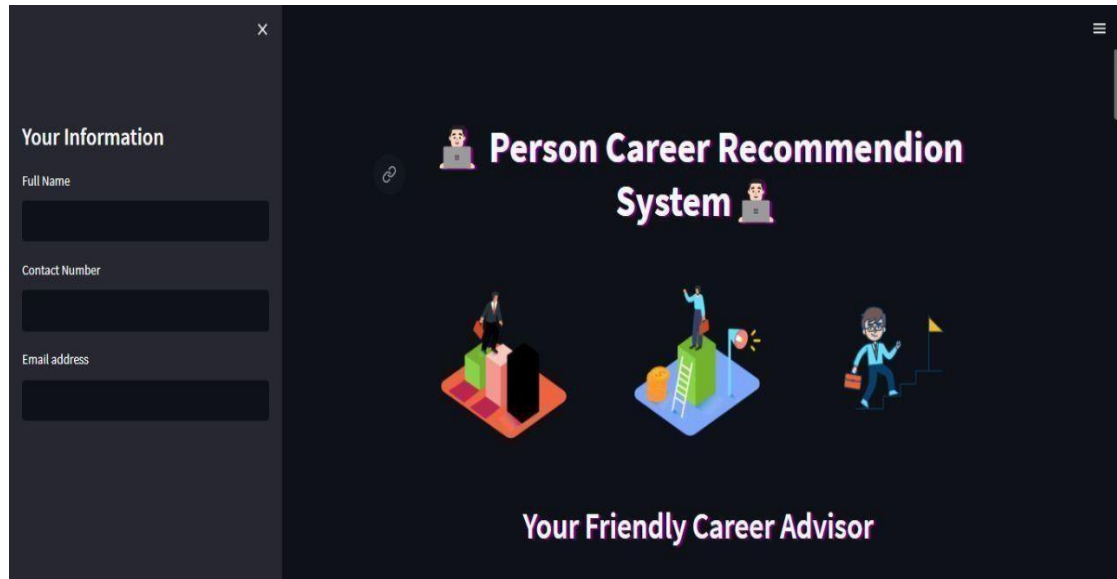 Your Information
Full Name
Contact Number
Email address
Person Career Recommendion
System
Your Friendly Career Advisor